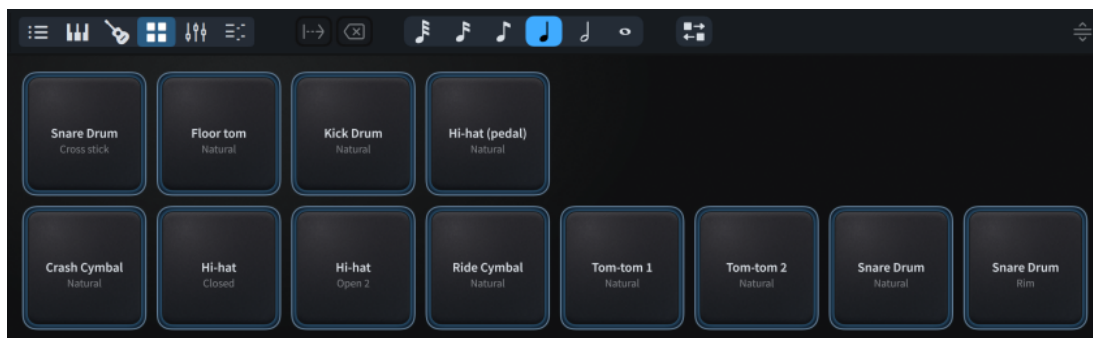 Snare Drum
Cross stick
Floor tom
Natural
Kick Drum
Natural
Hi-hat (pedal)
Natural
Crash Cymbal
Natural
Hi-hat
Closed
Hi-hat
Open 2
Ride Cymbal
Natural
Tom-tom 1
Natural
Tom-tom 2
Natural
Snare Drum
Natural
Snare Drum
Rim